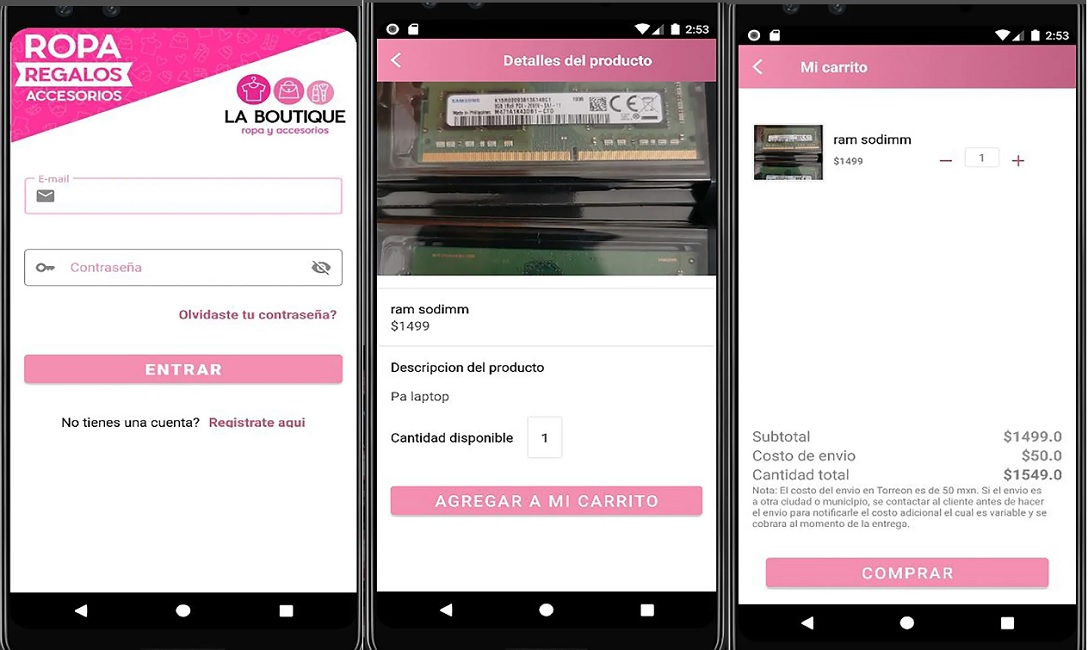 ROPA
REGALOS
ACCESORIOS
LA BOUTIQUE
ropa y accesorios
E-mail
Contraseña
Olvidaste tu contraseña?
ENTRAR
No tienes una cuenta? Registrate aqui
2:53
Detalles del producto
SAMSUNG
ram sodimm
$1499
Descripcion del producto
Pa laptop
Cantidad disponible 1
AGREGAR A MI CARRITO
2:53
Mi carrito
ram sodimm
$1499
1
Subtotal $1499.0
Costo de envio $50.0
Cantidad total $1549.0
Nota: El costo del envio en Torreon es de 50 mxn. Si el envio es
a otra ciudad o municipio, se contactar al cliente antes de hacer
el envio para notificarle el costo adicional el cual es variable y se
cobrara al momento de la entrega.
COMPRAR